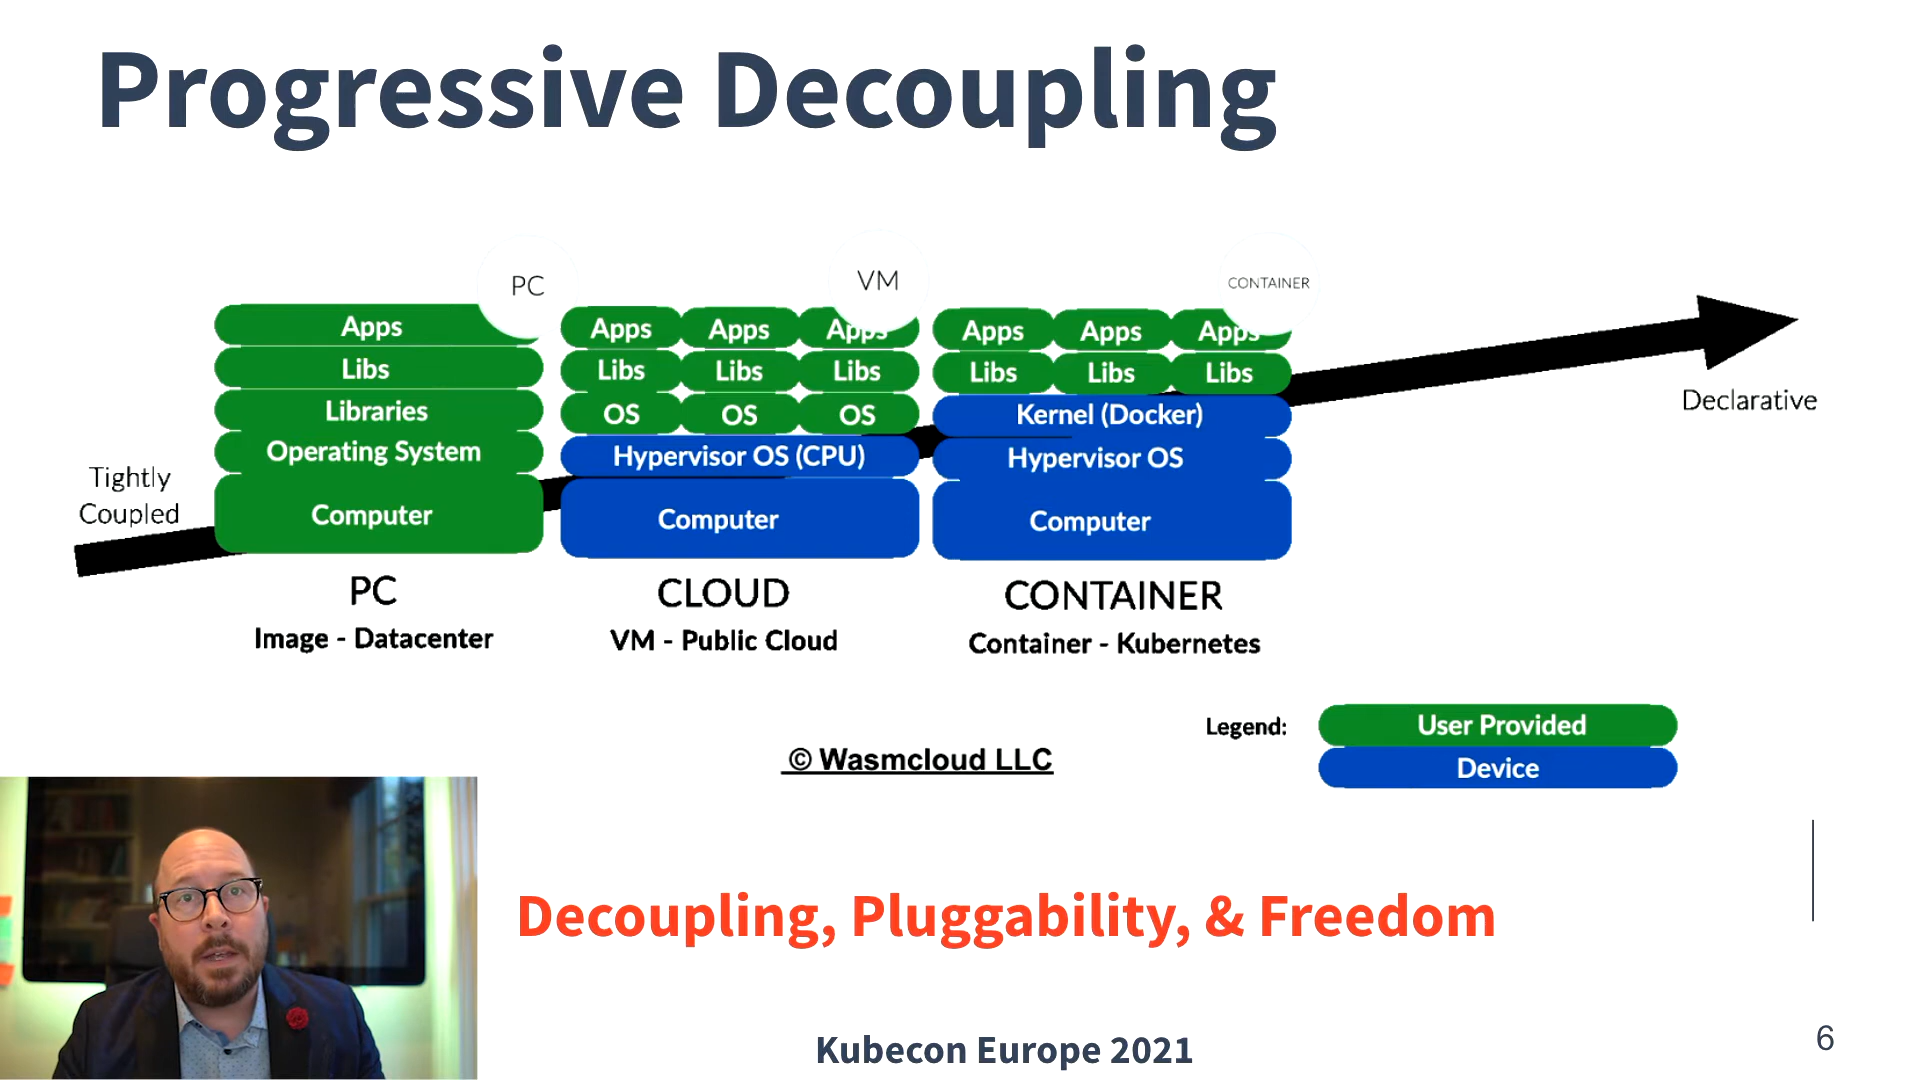 Progressive Decoupling
PC
VM
CONTAINER
Apps
Libs
Libraries
Operating System
Computer
Apps Apps Apps
Libs Libs Libs
OS OS OS
Hypervisor OS (CPU)
Computer
Apps Apps Apps
Libs Libs Libs
Kernel (Docker)
Hypervisor OS
Computer
Tightly
Coupled
Declarative
PC
Image - Datacenter
CLOUD
VM - Public Cloud
CONTAINER
Container - Kubernetes
Legend:
User Provided
Device
© Wasmcloud LLC
Decoupling, Pluggability, & Freedom
Kubecon Europe 2021
6